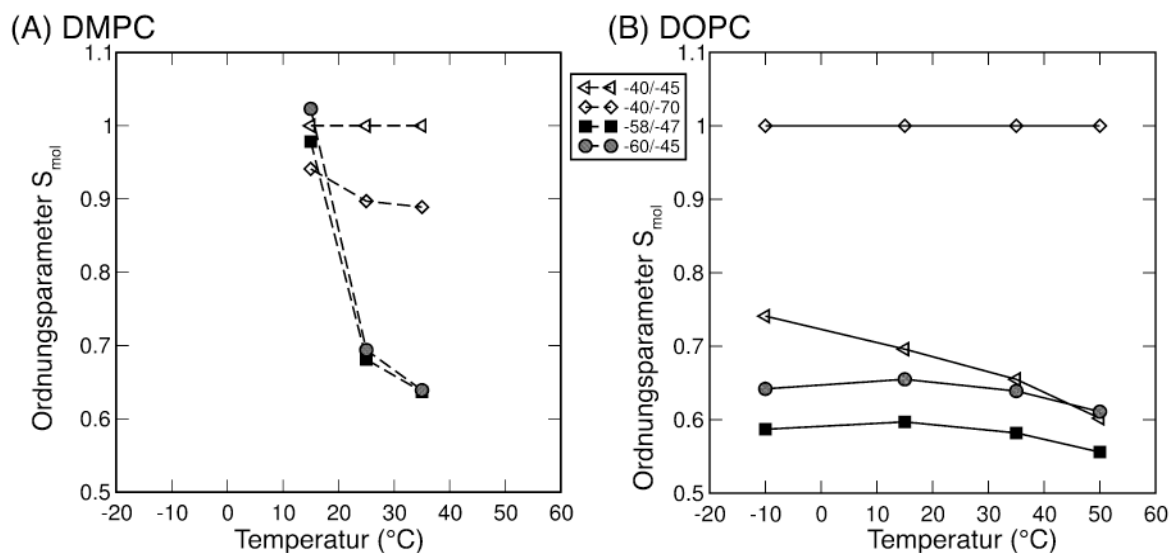 (A) DMPC
1.1
1
0.9
0.8
0.7
0.6
0.5
Ordnungsparameter S_mol
-20 -10 0 10 20 30 40 50 60
Temperatur (°C)
-40/-45
-40/-70
-58/-47
-60/-45
(B) DOPC
1.1
1
0.9
0.8
0.7
0.6
0.5
Ordnungsparameter S_mol
-20 -10 0 10 20 30 40 50 60
Temperatur (°C)